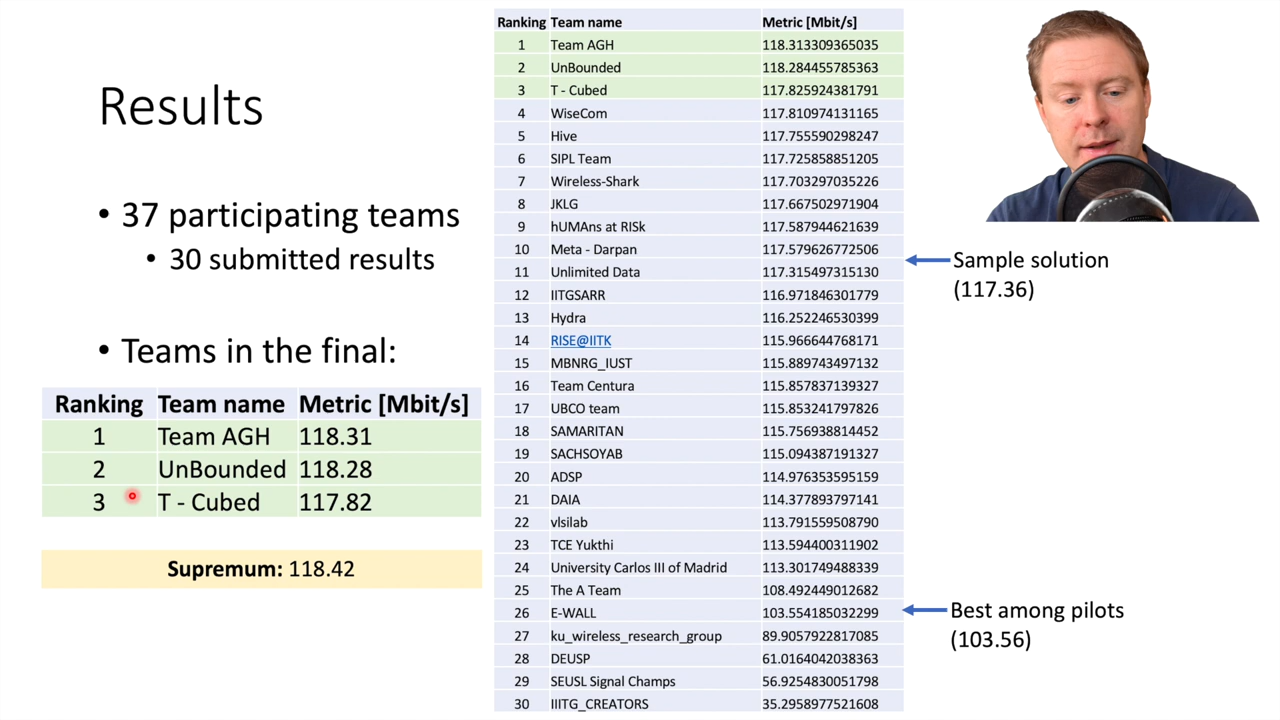 Results
• 37 participating teams
• 30 submitted results
• Teams in the final:
Ranking Team name Metric [Mbit/s]
1 Team AGH 118.31
2 UnBounded 118.28
3 T - Cubed 117.82
Supremum: 118.42
Ranking Team name Metric [Mbit/s]
1 Team AGH 118.313309365035
2 UnBounded 118.284455785363
3 T - Cubed 117.825924381791
4 WiseCom 117.810974131165
5 Hive 117.755590298247
6 SIPL Team 117.725858851205
7 Wireless-Shark 117.703297035226
8 JKLG 117.667502971904
9 hUMAns at RISk 117.587944621639
10 Meta - Darpan 117.579626772506
11 Unlimited Data 117.315497315130
12 IITGSARR 116.971846301779
13 Hydra 116.252246530399
14 RISE@IITK 115.966644768171
15 MBNRG_IUST 115.889743497132
16 Team Centura 115.857837139327
17 UBCO team 115.853241797826
18 SAMARITAN 115.756938814452
19 SACHSOYAB 115.094387191327
20 ADSP 114.976353595159
21 DAIA 114.377893797141
22 vlsilab 113.791559508790
23 TCE Yukthi 113.594400311902
24 University Carlos III of Madrid 113.301749488339
25 The A Team 108.492449012682
26 E-WALL 103.554185032299
27 ku_wireless_research_group 89.9057922817085
28 DEUSP 61.0164042038363
29 SEUSL Signal Champs 56.9254830051798
30 IIITG_CREATORS 35.2958977521608
Sample solution
(117.36)
Best among pilots
(103.56)